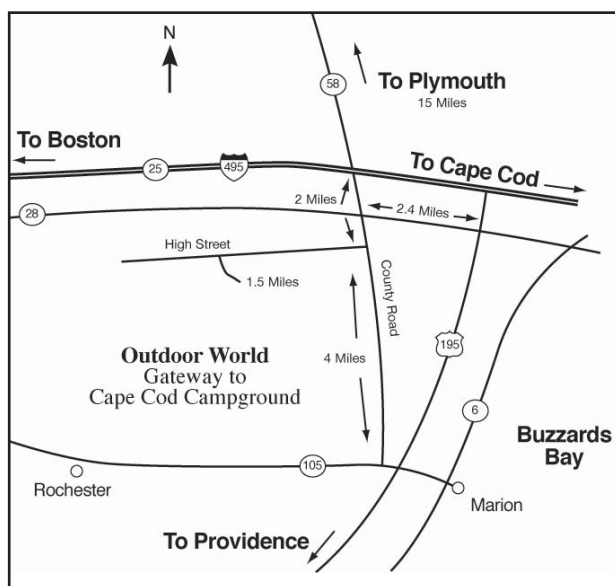 N
58
To Plymouth
15 Miles
To Boston
25
495
To Cape Cod
28
2 Miles
2.4 Miles
High Street
1.5 Miles
County Road
4 Miles
195
Outdoor World
Gateway to
Cape Cod Campground
6
Buzzards
Bay
105
Rochester
Marion
To Providence